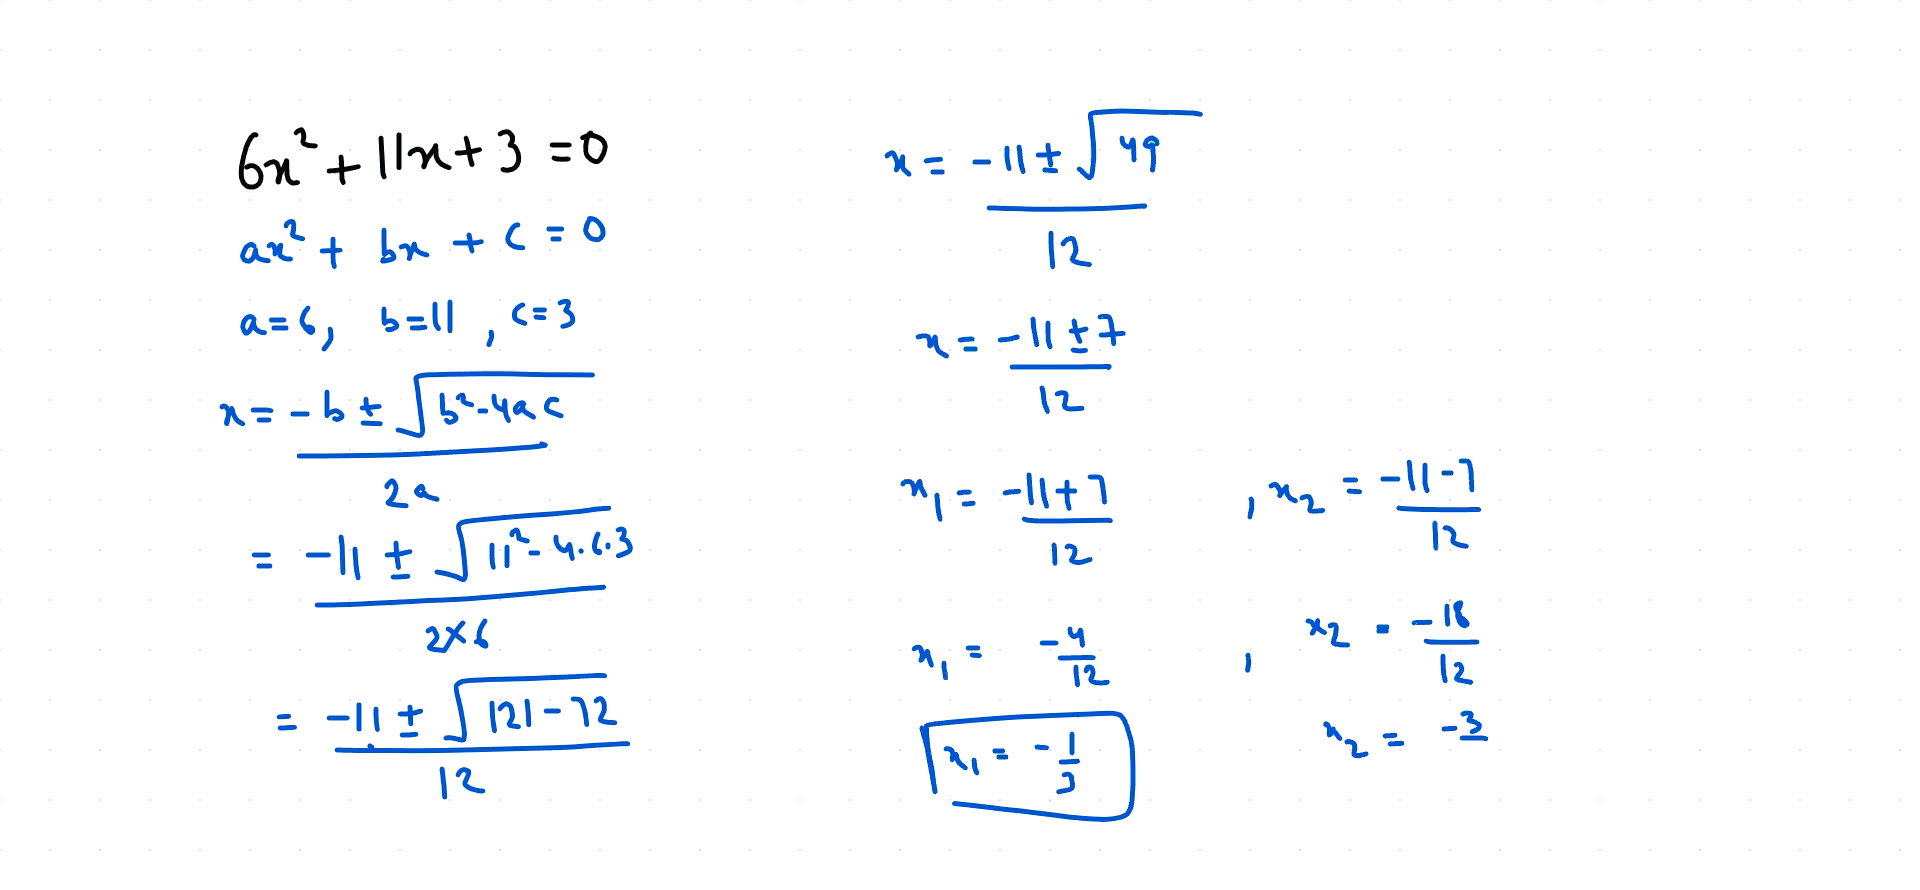 6x² + 11x + 3 = 0
ax² + bx + c = 0
a=6, b=11, c=3
x = (-b ± √(b²-4ac))/(2a)
= (-11 ± √(11²-4.6.3))/(2×6)
= (-11 ± √(121-72))/12
x = (-11 ± √49)/12
x = (-11 ± 7)/12
x₁ = (-11+7)/12 , x₂ = (-11-7)/12
x₁ = -4/12 , x₂ = -18/12
x₁ = -1/3 x₂ = -3/